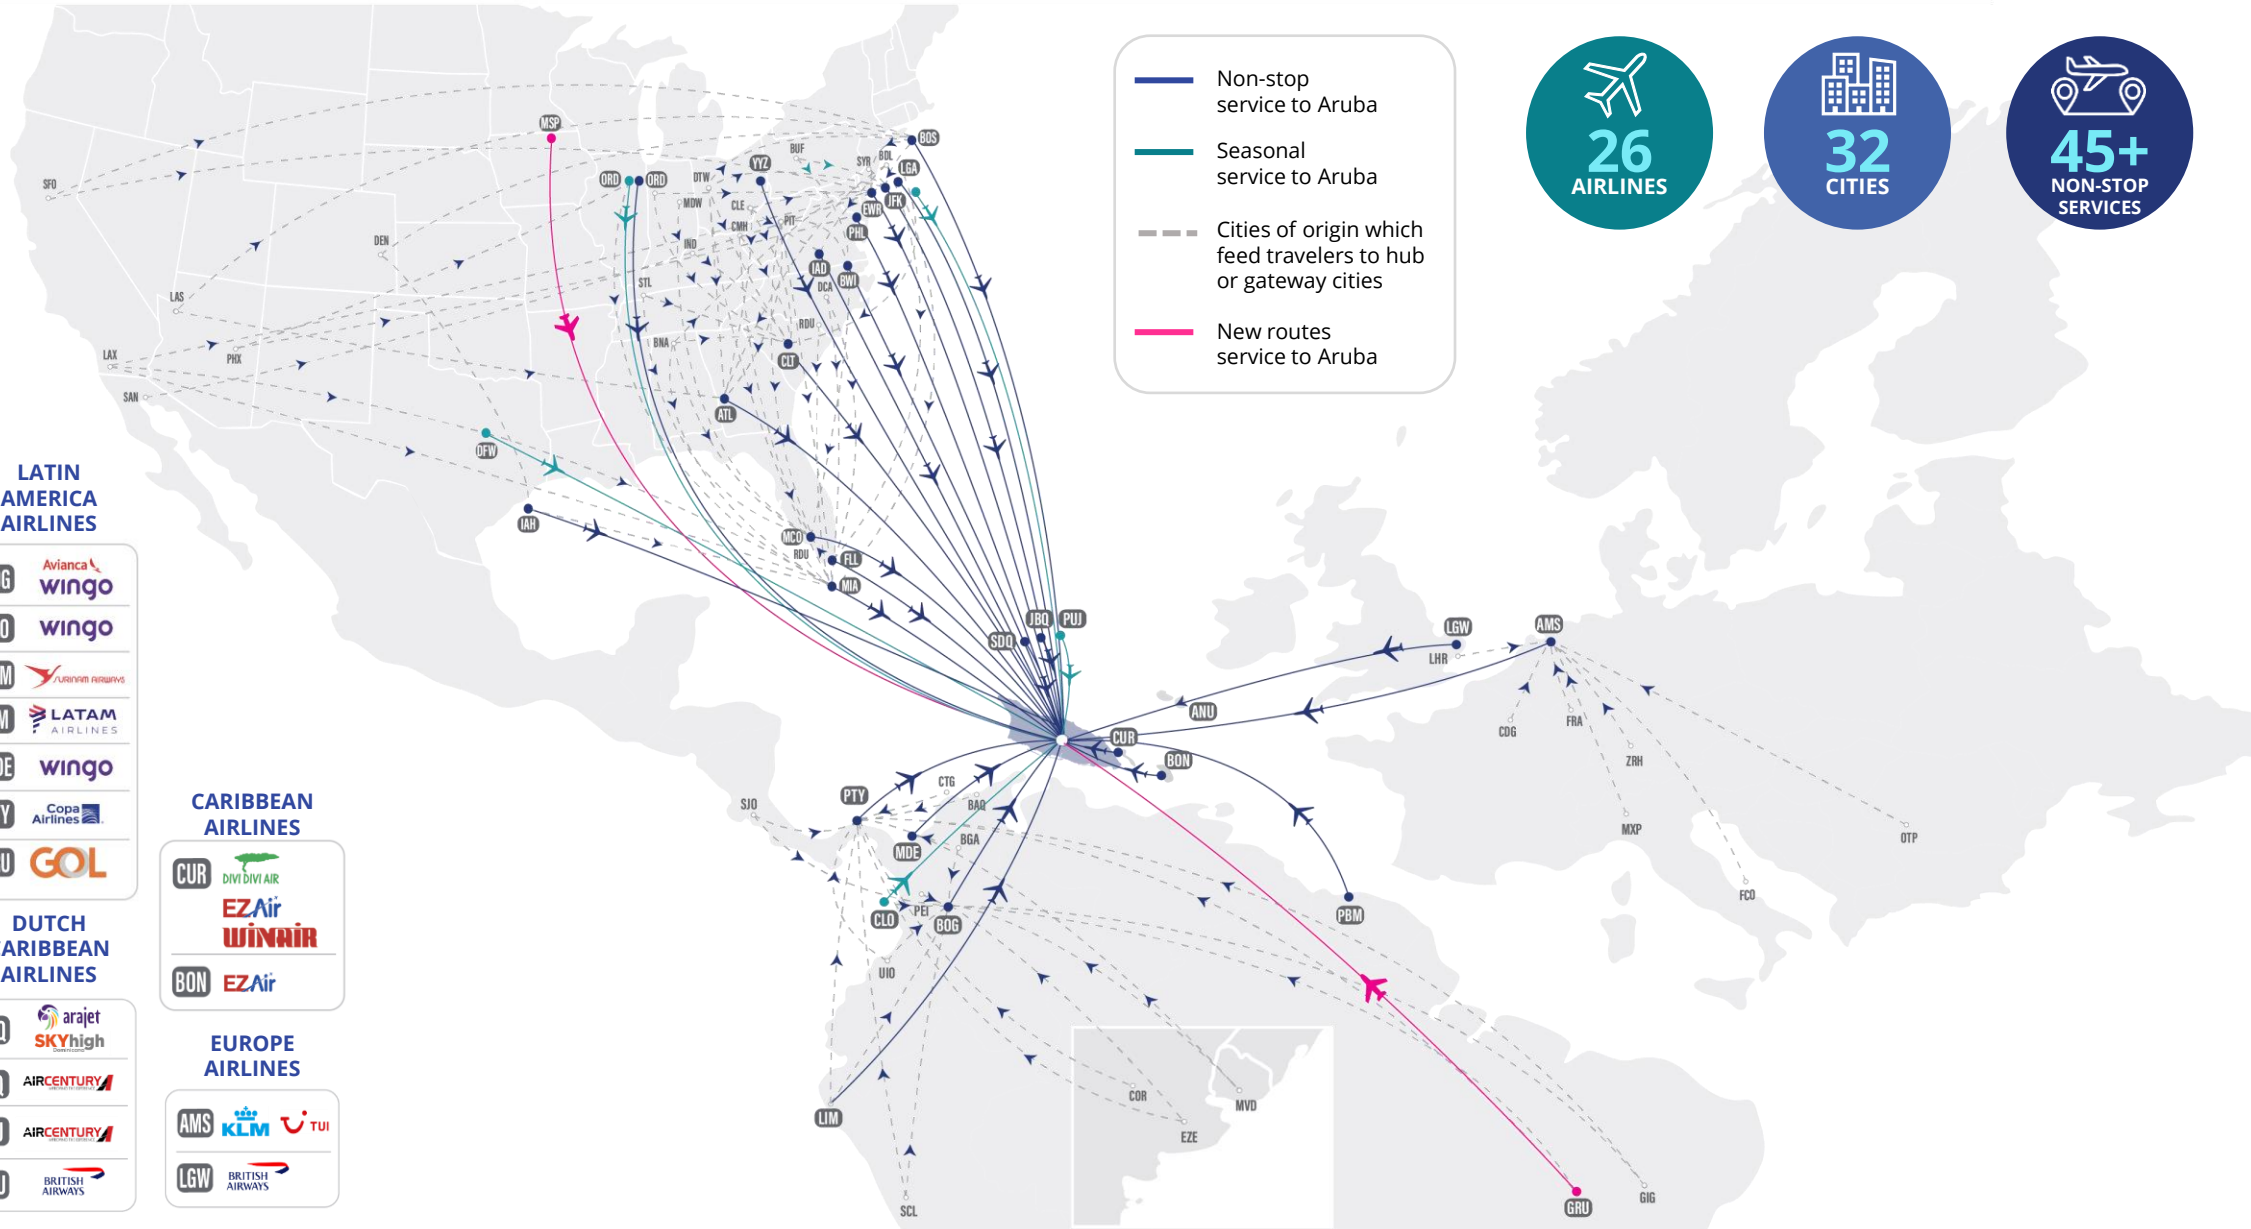 Non-stop
service to Aruba
Seasonal
service to Aruba
Cities of origin which
feed travelers to hub
or gateway cities
New routes
service to Aruba
26
AIRLINES
32
CITIES
45+
NON-STOP
SERVICES
MSP
BOS
BUF
SYR
BDL
LGA
YYZ
ORD
ORD
DTW
MDW
CLE
EWR
JFK
SFO
CMH
PIT
PHL
DEN
IND
IAD
BWI
STL
DCA
LAS
RDU
BNA
LAX
PHX
CLT
SAN
ATL
DFW
IAH
MCO
RDU
FLL
MIA
JBQ
PUJ
SDQ
LGW
AMS
LHR
ANU
CDG
FRA
CUR
BON
ZRH
CTG
SJO
PTY
BAQ
MXP
OTP
BGA
MDE
FCO
CLO
PEI
BOG
PBM
UIO
COR
MVD
LIM
EZE
GIG
GRU
SCL
LATIN
AMERICA
AIRLINES
G
Avianca
wingo
O
wingo
M
SURINAM AIRWAYS
M
LATAM
AIRLINES
DE
wingo
Y
Copa
Airlines
U
GOL
DUTCH
CARIBBEAN
AIRLINES
Q
arajet
SKYhigh
Dominicana
Q
AIRCENTURY
J
AIRCENTURY
U
BRITISH
AIRWAYS
CARIBBEAN
AIRLINES
CUR
DIVI DIVI AIR
EZAir
WINAIR
BON
EZAir
EUROPE
AIRLINES
AMS
KLM
TUI
LGW
BRITISH
AIRWAYS